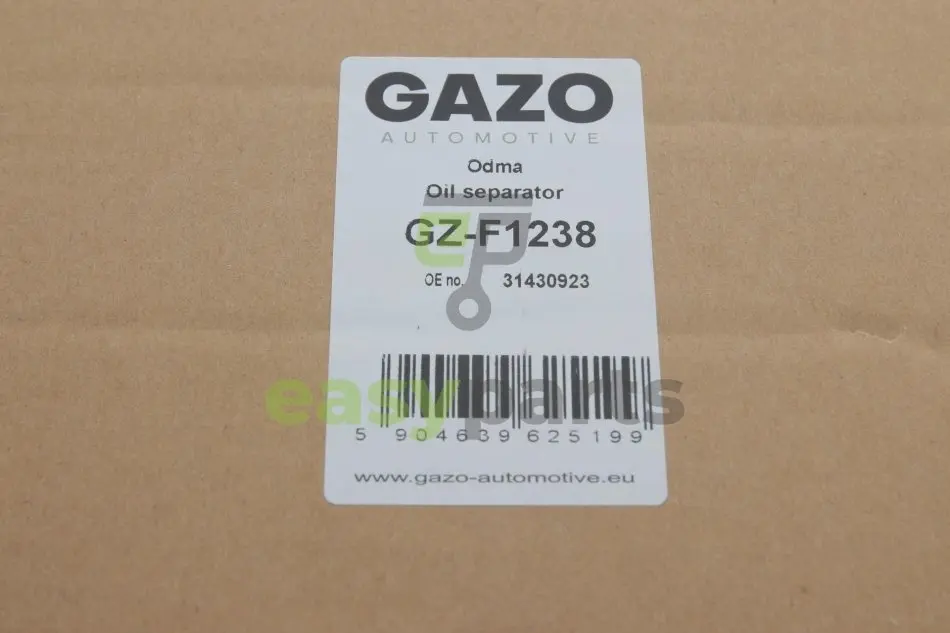 GAZO
AUTOMOTIVE
Odma
Oil separator
GZ-F1238
OE no. 31430923
easyparts
5 904639 625199
www.gazo-automotive.eu